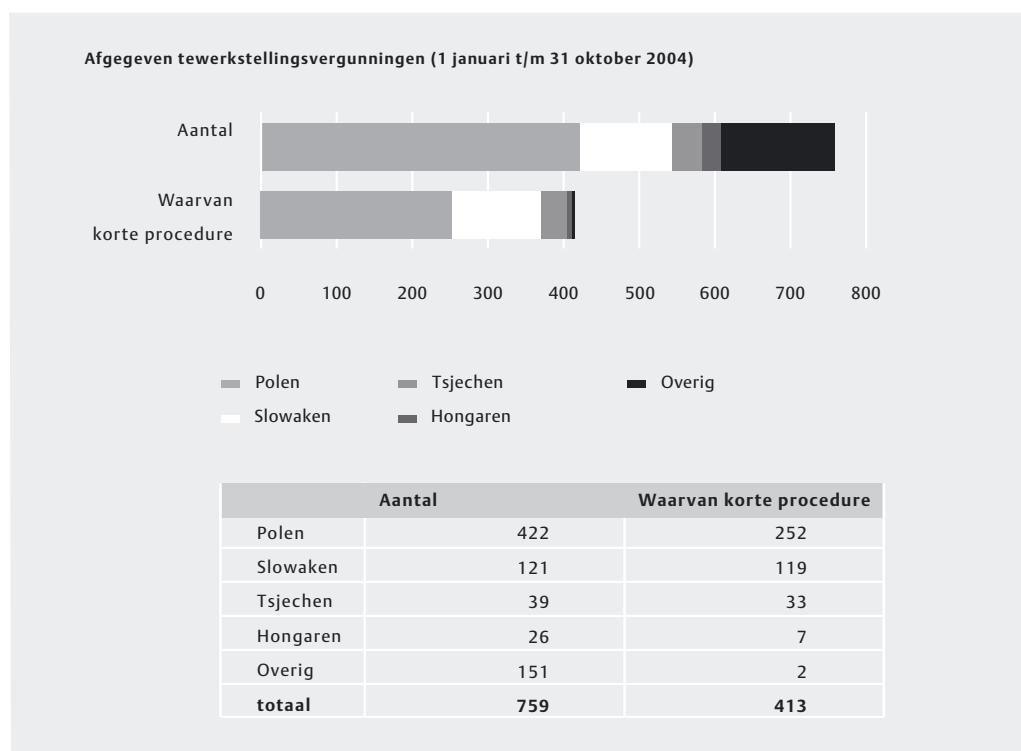 Afgegeven tewerkstellingsvergunningen (1 januari t/m 31 oktober 2004)
Aantal
Waarvan
korte procedure
0 100 200 300 400 500 600 700 800
Polen Tsjechen Overig
Slowaken Hongaren
Aantal Waarvan korte procedure
Polen 422 252
Slowaken 121 119
Tsjechen 39 33
Hongaren 26 7
Overig 151 2
totaal 759 413